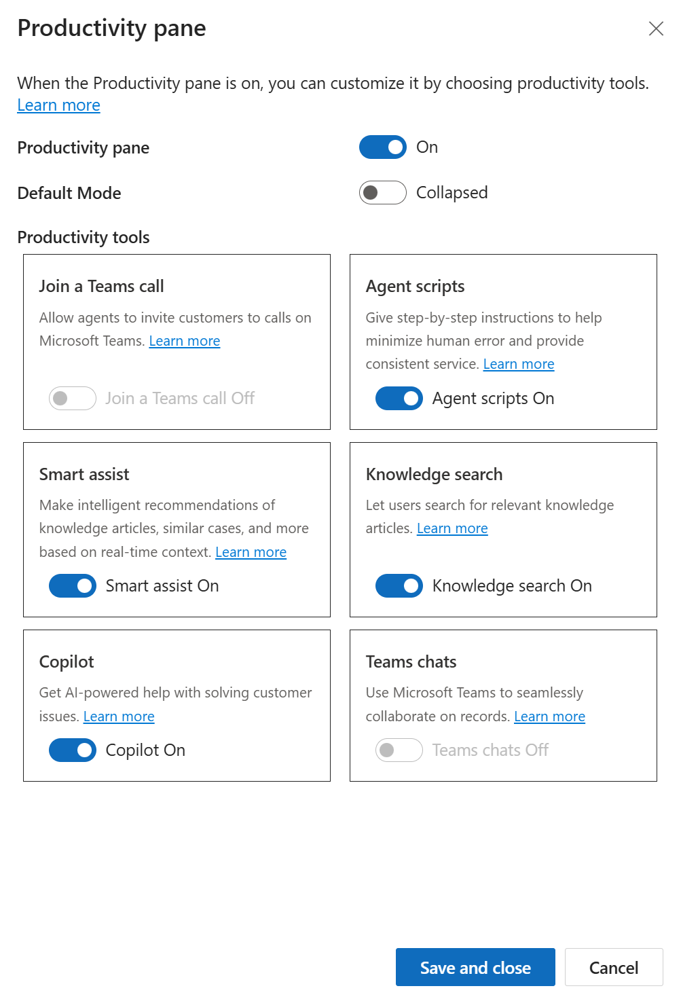 Productivity pane
When the Productivity pane is on, you can customize it by choosing productivity tools.
Learn more
Productivity pane
On
Default Mode
Collapsed
Productivity tools
Join a Teams call
Allow agents to invite customers to calls on
Microsoft Teams. Learn more
Join a Teams call Off
Agent scripts
Give step-by-step instructions to help
minimize human error and provide
consistent service. Learn more
Agent scripts On
Smart assist
Make intelligent recommendations of
knowledge articles, similar cases, and more
based on real-time context. Learn more
Smart assist On
Knowledge search
Let users search for relevant knowledge
articles. Learn more
Knowledge search On
Copilot
Get AI-powered help with solving customer
issues. Learn more
Copilot On
Teams chats
Use Microsoft Teams to seamlessly
collaborate on records. Learn more
Teams chats Off
Save and close
Cancel